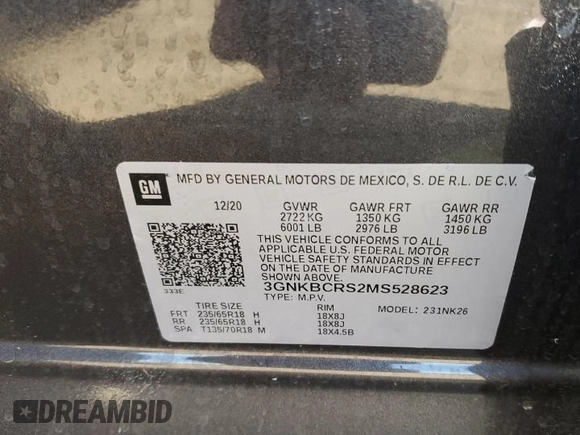 GM
MFD BY GENERAL MOTORS DE MEXICO, S. DE R.L. DE C.V.
12/20 GVWR GAWR FRT GAWR RR
2722 KG 1350 KG 1450 KG
6001 LB 2976 LB 3196 LB
THIS VEHICLE CONFORMS TO ALL
APPLICABLE U.S. FEDERAL MOTOR
VEHICLE SAFETY STANDARDS IN EFFECT
ON THE DATE OF MANUFACTURE
SHOWN ABOVE.
333E 3GNKBCRS2MS528623
TYPE: M.P.V. MODEL: 231NK26
TIRE SIZE RIM
FRT 235/65R18 H 18X8J
RR 235/65R18 H 18X8J
SPA T135/70R18 M 18X4.5B
DREAMBID